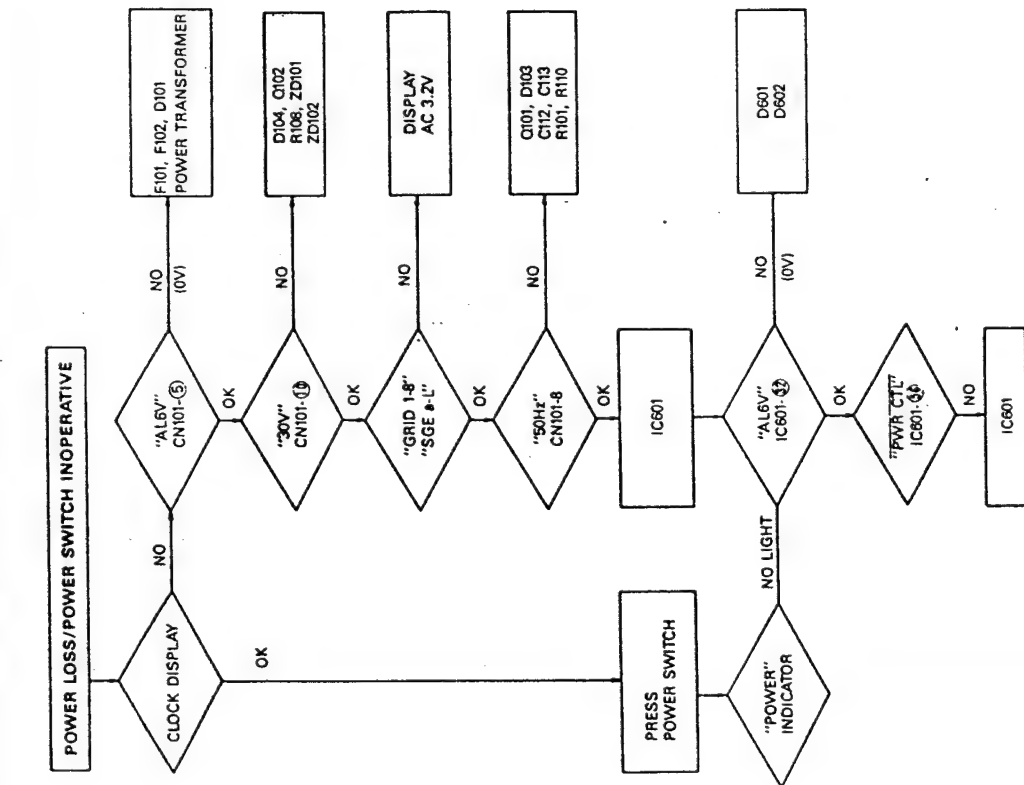 POWER LOSS/POWER SWITCH INOPERATIVE
CLOCK DISPLAY
NO
OK
"AL6V"
CN101-⑤
NO
(0V)
F101, F102, D101
POWER TRANSFORMER
OK
"30V"
NO
D104, Q102
R108, ZD101
ZD102
OK
"GRID 1-8"
"SGE a-L"
NO
DISPLAY
AC 3.2V
OK
"50Hz"
CN101-8
NO
Q101, D103
C112, C113
R101, R110
OK
IC601
PRESS
POWER SWITCH
"POWER"
INDICATOR
NO LIGHT
"AL6V"
NO
(0V)
D601
D602
OK
"PWR CTL"
NO
IC601